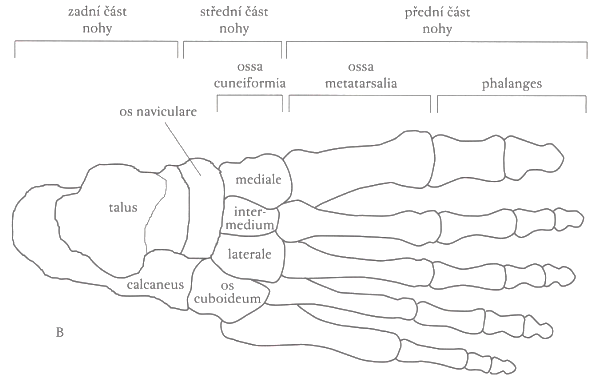 zadní část
nohy
střední část
nohy
přední část
nohy
ossa
cuneiformia
ossa
metatarsalia
phalanges
os naviculare
mediale
talus
inter-
medium
laterale
calcaneus
os
cuboideum
B